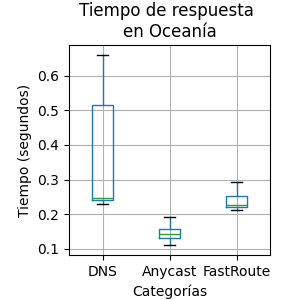 Tiempo de respuesta
en Oceanía
Tiempo (segundos)
0.6
0.5
0.4
0.3
0.2
0.1
DNS Anycast FastRoute
Categorías